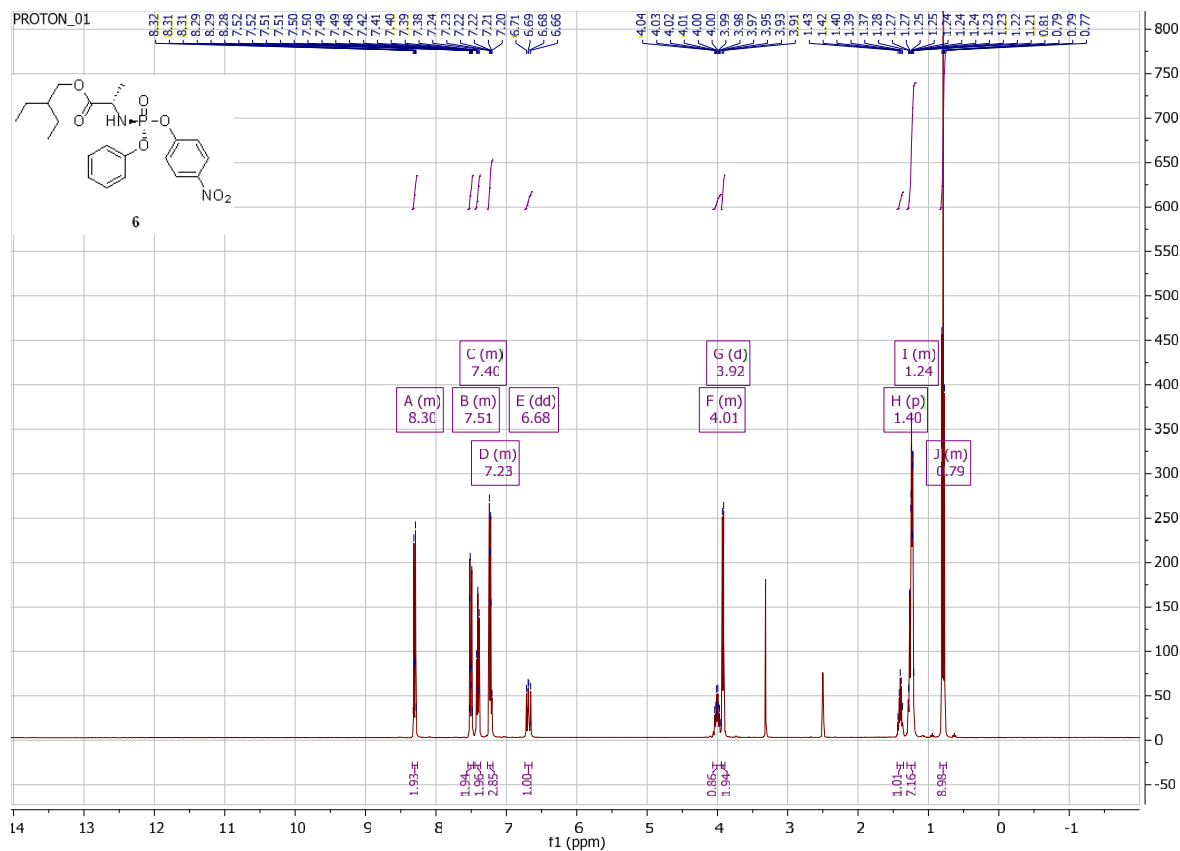 PROTON_01
8.32 8.31 8.31 8.29 8.29 8.28 7.52 7.52 7.51 7.51 7.50 7.50 7.49 7.49 7.48 7.42 7.41 7.40 7.39 7.38 7.24 7.23 7.22 7.22 7.21 7.20 6.71 6.69 6.68 6.66 4.04 4.03 4.02 4.01 4.00 4.00 3.99 3.98 3.97 3.95 3.93 3.91 1.43 1.42 1.40 1.39 1.37 1.28 1.27 1.27 1.25 1.25 1.24 1.24 1.24 1.23 1.23 1.22 1.21 0.81 0.79 0.79 0.77
O
O
O
HN
P
O
O
NO2
6
C (m) 7.40
G (d) 3.92
I (m) 1.24
A (m) 8.30
B (m) 7.51
E (dd) 6.68
F (m) 4.01
H (p) 1.40
D (m) 7.23
J (m) 0.79
800
750
700
650
600
550
500
450
400
350
300
250
200
150
100
50
0
-50
1.93 1.94 1.96 2.85 1.00 0.86 1.94 1.01 7.16 8.98
14 13 12 11 10 9 8 7 6 5 4 3 2 1 0 -1
f1 (ppm)